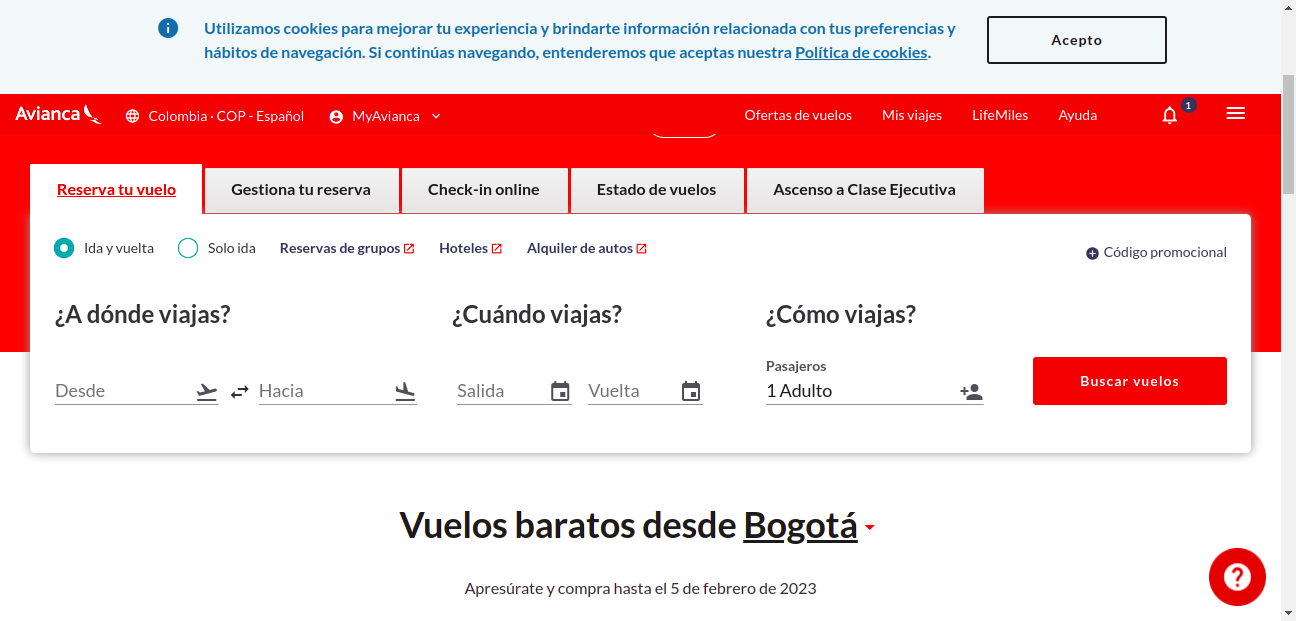 Utilizamos cookies para mejorar tu experiencia y brindarte información relacionada con tus preferencias y
hábitos de navegación. Si continúas navegando, entenderemos que aceptas nuestra Política de cookies.
Acepto
Avianca
Colombia · COP - Español
MyAvianca
Ofertas de vuelos
Mis viajes
LifeMiles
Ayuda
1
Reserva tu vuelo
Gestiona tu reserva
Check-in online
Estado de vuelos
Ascenso a Clase Ejecutiva
Ida y vuelta
Solo ida
Reservas de grupos
Hoteles
Alquiler de autos
Código promocional
¿A dónde viajas?
¿Cuándo viajas?
¿Cómo viajas?
Desde
Hacia
Salida
Vuelta
Pasajeros
1 Adulto
Buscar vuelos
Vuelos baratos desde Bogotá
Apresúrate y compra hasta el 5 de febrero de 2023